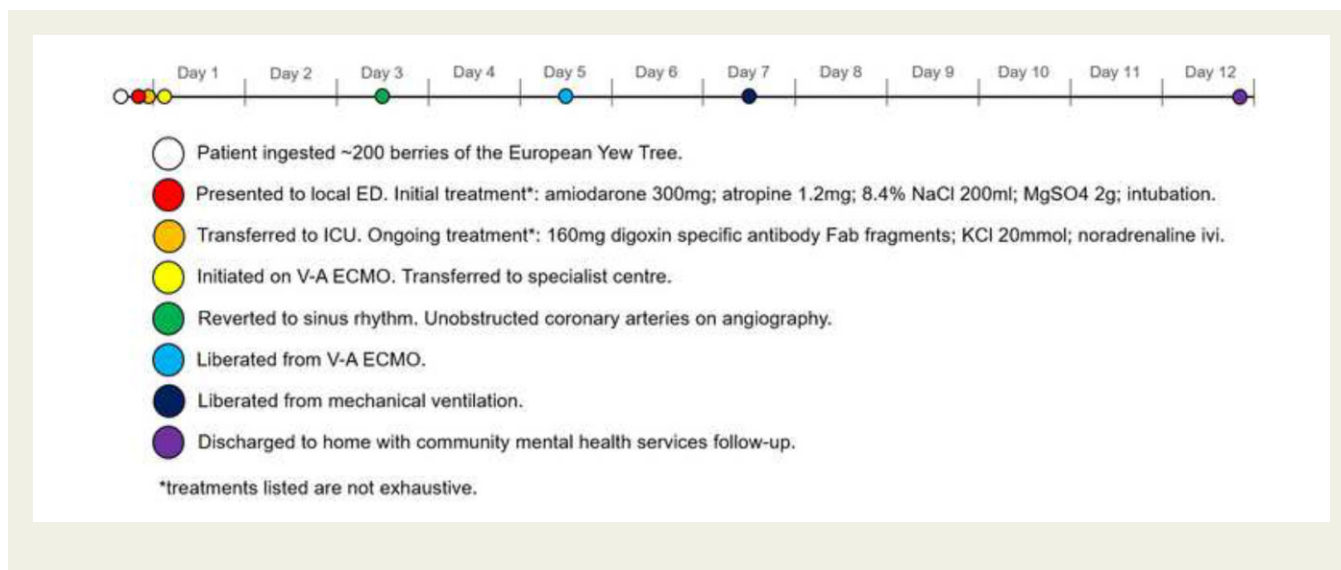 Day 1 Day 2 Day 3 Day 4 Day 5 Day 6 Day 7 Day 8 Day 9 Day 10 Day 11 Day 12
Patient ingested ~200 berries of the European Yew Tree.
Presented to local ED. Initial treatment*: amiodarone 300mg; atropine 1.2mg; 8.4% NaCl 200ml; MgSO4 2g; intubation.
Transferred to ICU. Ongoing treatment*: 160mg digoxin specific antibody Fab fragments; KCl 20mmol; noradrenaline ivi.
Initiated on V-A ECMO. Transferred to specialist centre.
Reverted to sinus rhythm. Unobstructed coronary arteries on angiography.
Liberated from V-A ECMO.
Liberated from mechanical ventilation.
Discharged to home with community mental health services follow-up.
*treatments listed are not exhaustive.